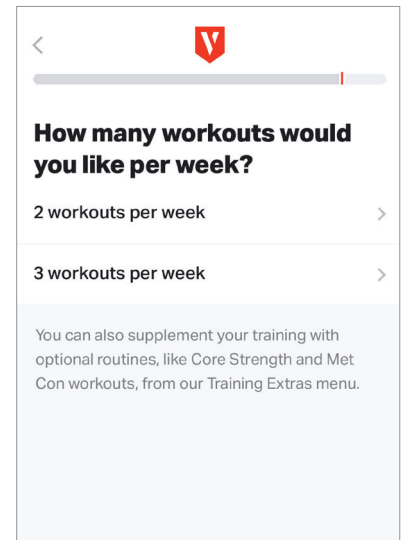 How many workouts would
you like per week?
2 workouts per week
3 workouts per week
You can also supplement your training with
optional routines, like Core Strength and Met
Con workouts, from our Training Extras menu.